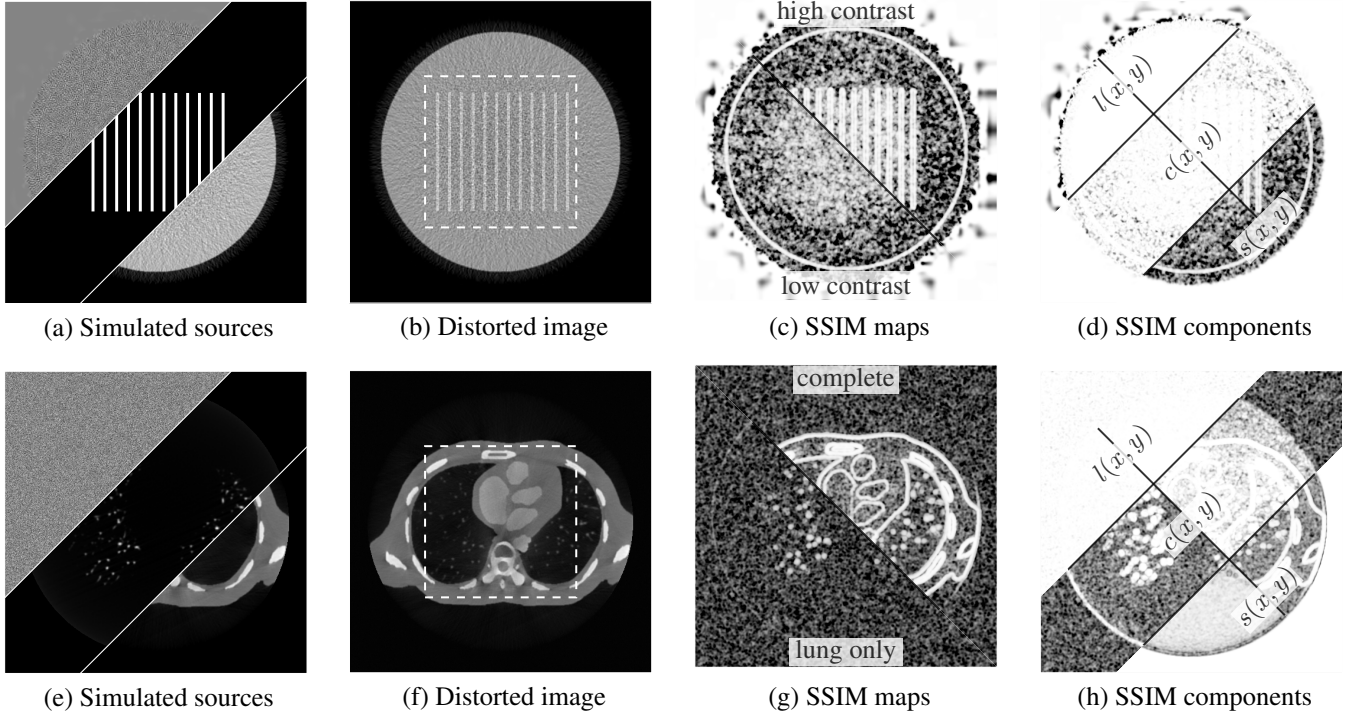 high contrast
low contrast
l(x, y)
c(x, y)
s(x, y)
(a) Simulated sources
(b) Distorted image
(c) SSIM maps
(d) SSIM components
complete
lung only
l(x, y)
c(x, y)
s(x, y)
(e) Simulated sources
(f) Distorted image
(g) SSIM maps
(h) SSIM components